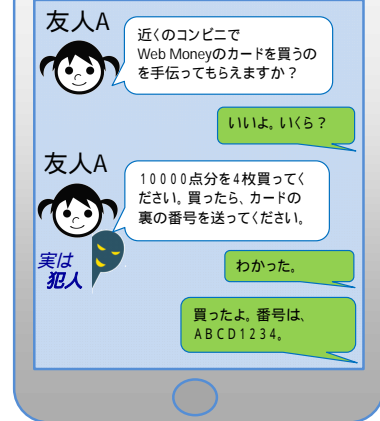 友人A
近くのコンビニで
Web Moneyのカードを買うの
を手伝ってもらえますか？
いいよ。いくら？
友人A
10000点分を4枚買ってく
ださい。買ったら、カードの
裏の番号を送ってください。
実は
犯人
わかった。
買ったよ。番号は、
ABCD1234。